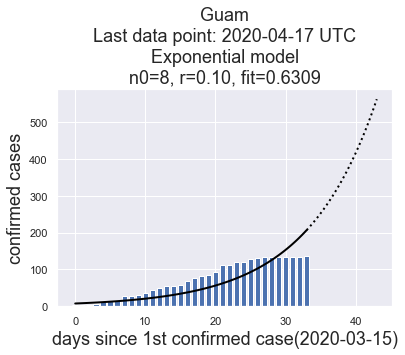 Guam
Last data point: 2020-04-17 UTC
Exponential model
n0=8, r=0.10, fit=0.6309
confirmed cases
500
400
300
200
100
0
0 10 20 30 40
days since 1st confirmed case(2020-03-15)